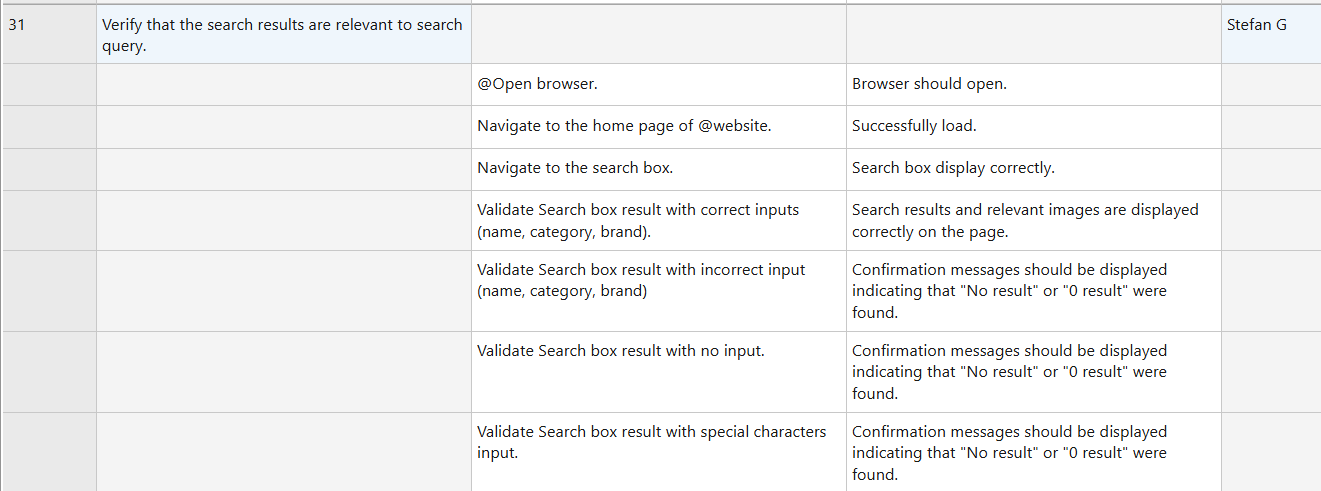 31 Verify that the search results are relevant to search Stefan G
query.
@Open browser. Browser should open.
Navigate to the home page of @website. Successfully load.
Navigate to the search box. Search box display correctly.
Validate Search box result with correct inputs Search results and relevant images are displayed
(name, category, brand). correctly on the page.
Validate Search box result with incorrect input Confirmation messages should be displayed
(name, category, brand) indicating that "No result" or "0 result" were
found.
Validate Search box result with no input. Confirmation messages should be displayed
indicating that "No result" or "0 result" were
found.
Validate Search box result with special characters Confirmation messages should be displayed
input. indicating that "No result" or "0 result" were
found.